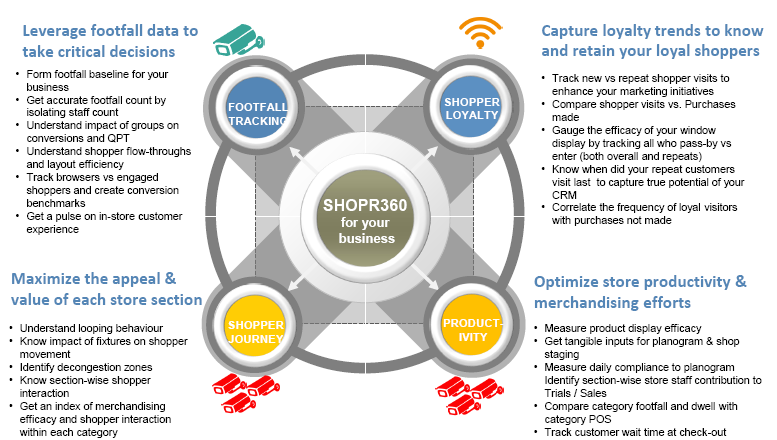 Leverage footfall data to
take critical decisions
• Form footfall baseline for your
business
• Get accurate footfall count by
isolating staff count
• Understand impact of groups on
conversions and QPT
• Understand shopper flow-throughs
and layout efficiency
• Track browsers vs engaged
shoppers and create conversion
benchmarks
• Get a pulse on in-store customer
experience
FOOTFALL
TRACKING
SHOPPER
LOYALTY
Capture loyalty trends to know
and retain your loyal shoppers
• Track new vs repeat shopper visits to
enhance your marketing initiatives
• Compare shopper visits vs. Purchases
made
• Gauge the efficacy of your window
display by tracking all who pass-by vs
enter (both overall and repeats)
• Know when did your repeat customers
visit last to capture true potential of your
CRM
• Correlate the frequency of loyal visitors
with purchases not made
SHOPR360
for your
business
Maximize the appeal &
value of each store section
• Understand looping behaviour
• Know impact of fixtures on shopper
movement
• Identify decongestion zones
• Know section-wise shopper
interaction
• Get an index of merchandising
efficacy and shopper interaction
within each category
SHOPPER
JOURNEY
PRODUCT-
IVITY
Optimize store productivity &
merchandising efforts
• Measure product display efficacy
• Get tangible inputs for planogram & shop
staging
• Measure daily compliance to planogram
Identify section-wise store staff contribution to
Trials / Sales
• Compare category footfall and dwell with
category POS
• Track customer wait time at check-out